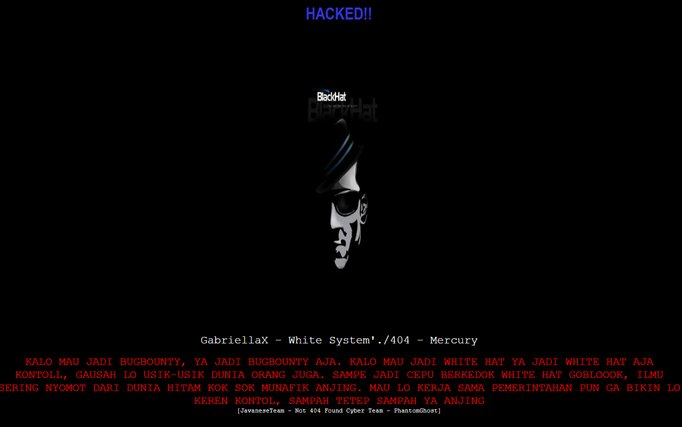 HACKED!!
BlackHat
BlackHat
GabriellaX - White System'./404 - Mercury
KALO MAU JADI BUGBOUNTY, YA JADI BUGBOUNTY AJA. KALO MAU JADI WHITE HAT YA JADI WHITE HAT AJA
KONTOLL, GAUSAH LO USIK-USIK DUNIA ORANG JUGA. SAMPE JADI CEPU BERKEDOK WHITE HAT GOBLOOOK, ILMU
SERING NYOMOT DARI DUNIA HITAM KOK SOK MUNAFIK ANJING. MAU LO KERJA SAMA PEMERINTAHAN PUN GA BIKIN LO
KEREN KONTOL, SAMPAH TETEP SAMPAH YA ANJING
[JavaneseTeam - Not 404 Found Cyber Team - PhantomGhost]